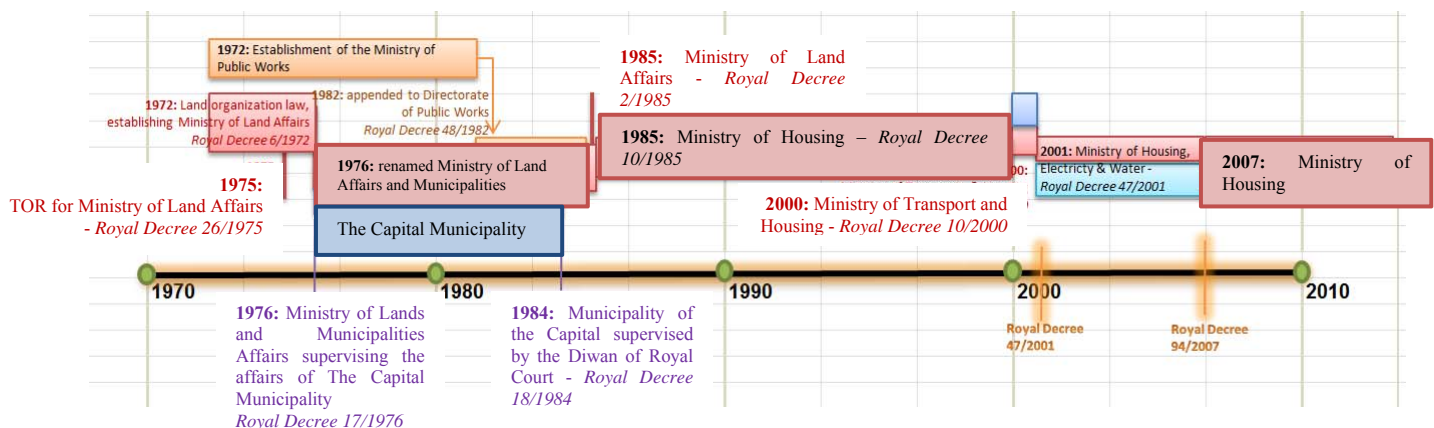 1972: Establishment of the Ministry of
Public Works
1972: Land organization law,
establishing Ministry of Land Affairs
Royal Decree 6/1972
1982: appended to Directorate
of Public Works
Royal Decree 48/1982
1975:
TOR for Ministry of Land Affairs
- Royal Decree 26/1975
1976: renamed Ministry of Land
Affairs and Municipalities
The Capital Municipality
1985: Ministry of Land
Affairs - Royal Decree
2/1985
1985: Ministry of Housing – Royal Decree
10/1985
2000: Ministry of Transport and
Housing - Royal Decree 10/2000
2001: Ministry of Housing,
Electricity & Water -
Royal Decree 47/2001
2007: Ministry of
Housing
1970
1980
1990
2000
2010
1976: Ministry of Lands
and Municipalities
Affairs supervising the
affairs of The Capital
Municipality
Royal Decree 17/1976
1984: Municipality of
the Capital supervised
by the Diwan of Royal
Court - Royal Decree
18/1984
Royal Decree
47/2001
Royal Decree
94/2007